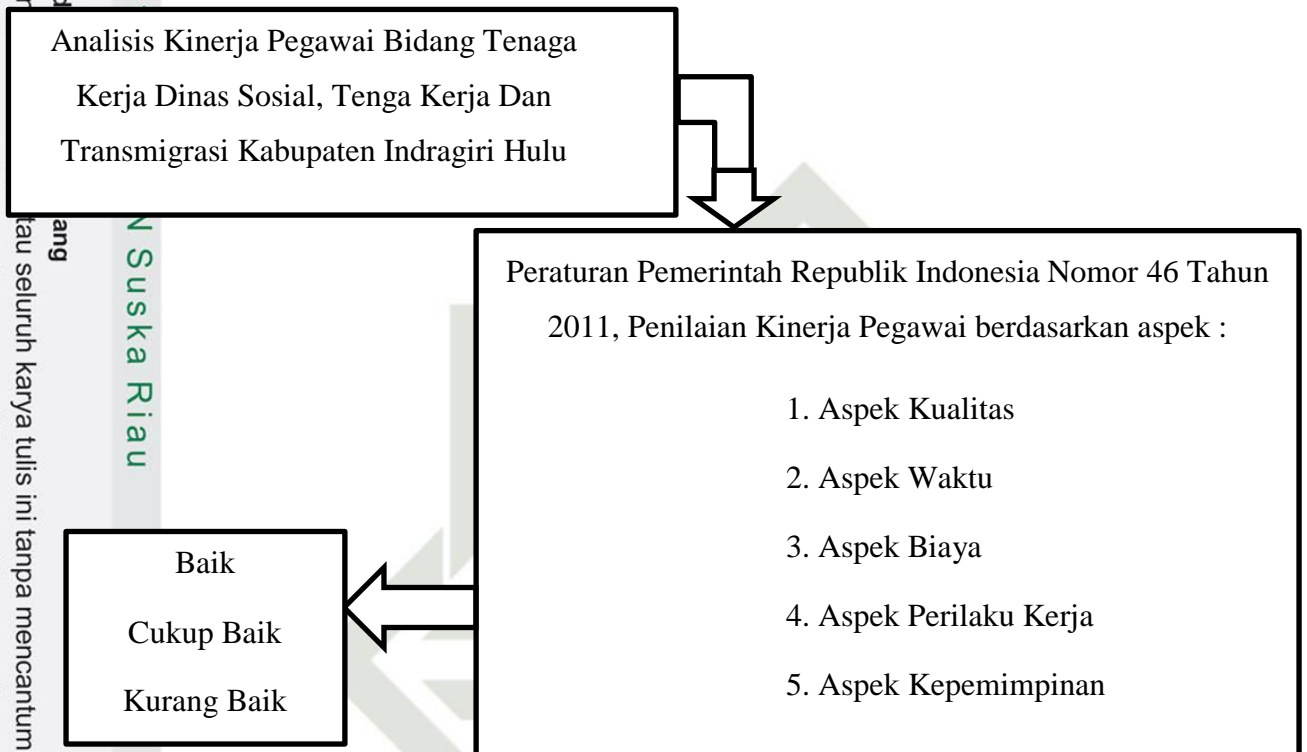 Analisis Kinerja Pegawai Bidang Tenaga
Kerja Dinas Sosial, Tenga Kerja Dan
Transmigrasi Kabupaten Indragiri Hulu
Peraturan Pemerintah Republik Indonesia Nomor 46 Tahun
2011, Penilaian Kinerja Pegawai berdasarkan aspek :
1. Aspek Kualitas
2. Aspek Waktu
3. Aspek Biaya
4. Aspek Perilaku Kerja
5. Aspek Kepemimpinan
Baik
Cukup Baik
Kurang Baik
N Suska Riau
ang
tau seluruh karya tulis ini tanpa mencantum